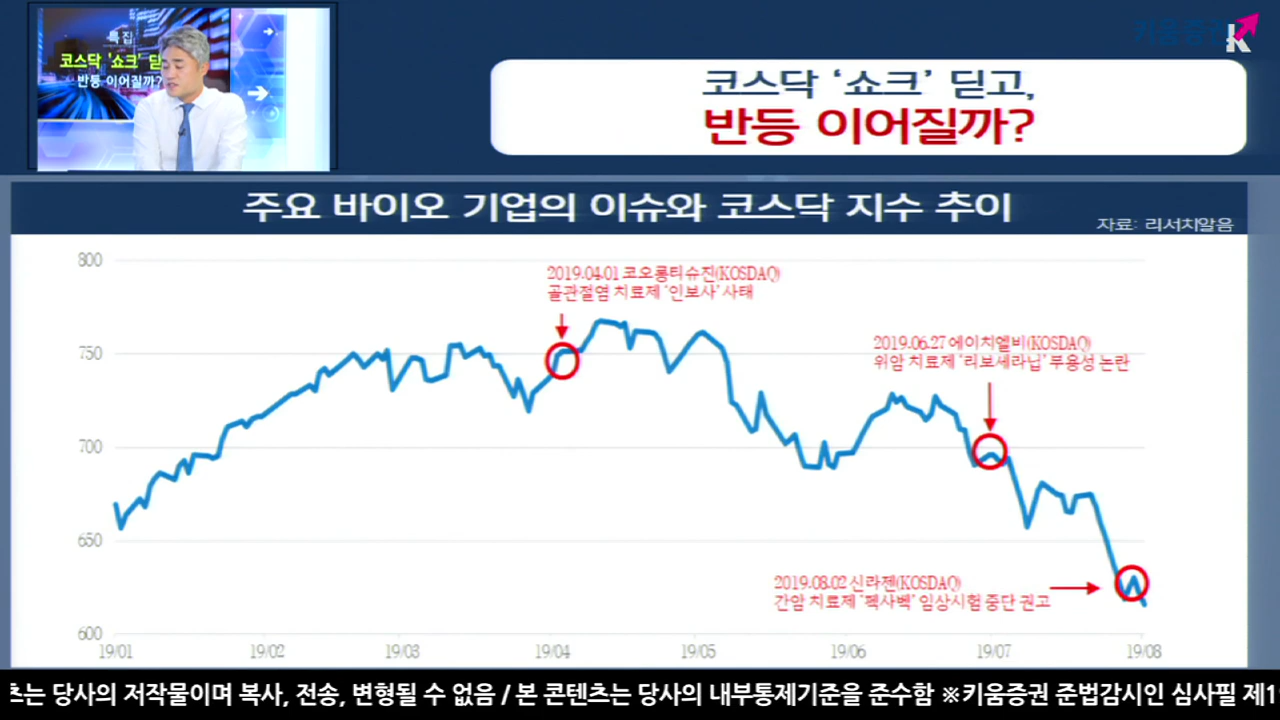 특집
코스닥 '쇼크' 딛
반등 이어질까?
키움증권
코스닥 '쇼크' 딛고,
반등 이어질까?
주요 바이오 기업의 이슈와 코스닥 지수 추이
자료: 리서치알음
800
750
700
650
600
2019.04.01 코오롱티슈진(KOSDAQ)
골관절염 치료제 '인보사' 사태
2019.06.27 에이치엘비(KOSDAQ)
위암 치료제 '리보세라닙' 부용성 논란
2019.08.02 신라젠(KOSDAQ)
간암 치료제 '펙사벡' 임상시험 중단 권고
19/01
19/02
19/03
19/04
19/05
19/06
19/07
19/08
츠는 당사의 저작물이며 복사, 전송, 변형될 수 없음 / 본 콘텐츠는 당사의 내부통제기준을 준수함 ※키움증권 준법감시인 심사필 제1